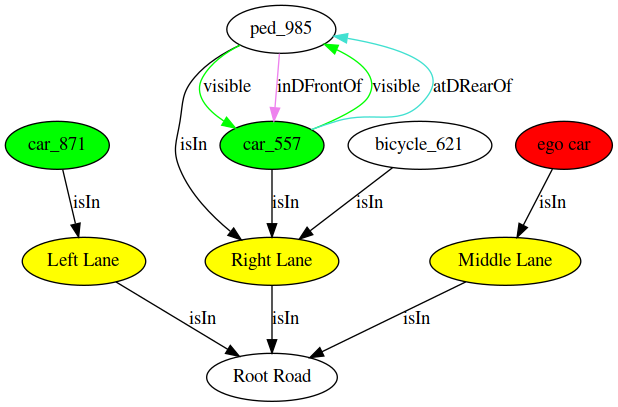 ped_985
visible
inDFrontOf
visible
atDRearOf
car_871
isIn
car_557
bicycle_621
ego car
isIn
isIn
isIn
isIn
Left Lane
Right Lane
Middle Lane
isIn
isIn
isIn
Root Road